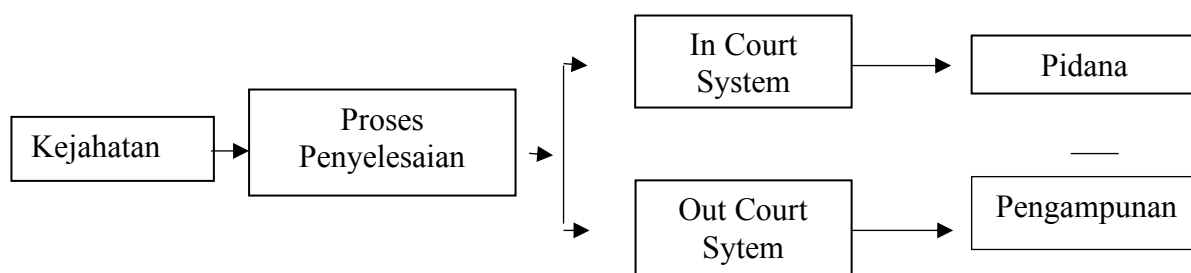 Kejahatan
Proses
Penyelesaian
In Court
System
Pidana
Out Court
Sytem
Pengampunan